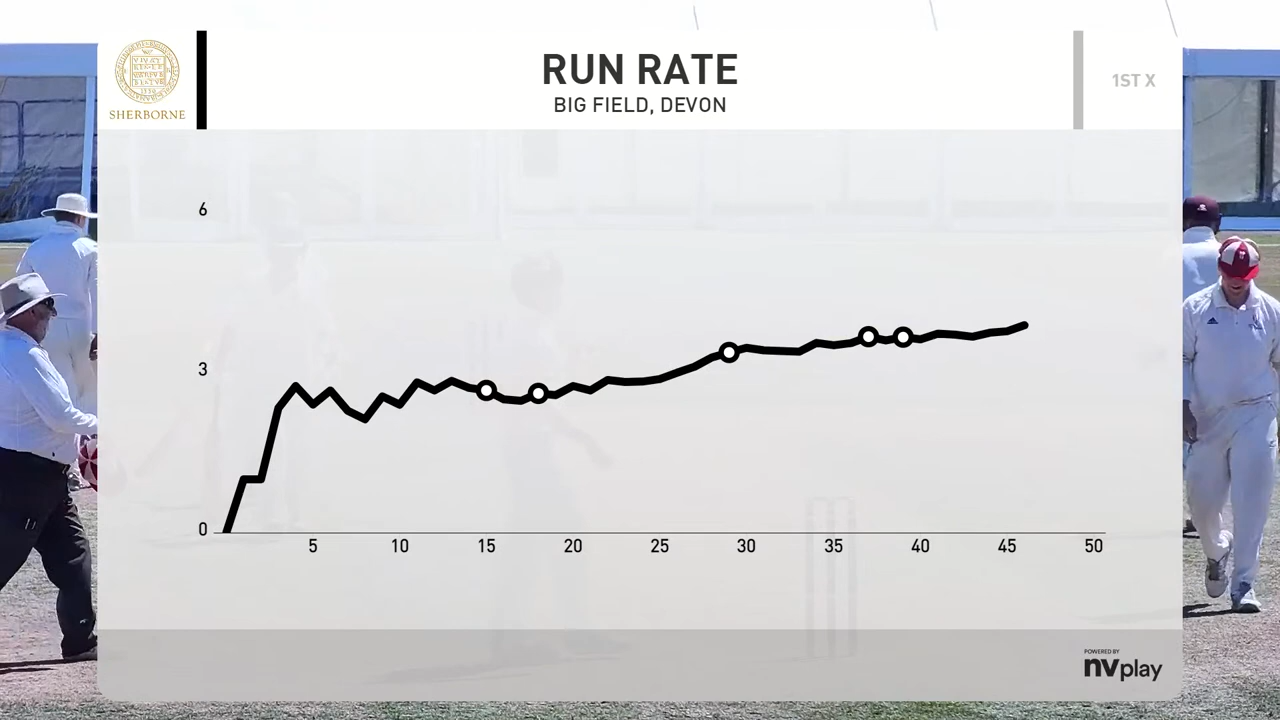 RUN RATE
BIG FIELD, DEVON
SHERBORNE
1ST X
6
3
0
5 10 15 20 25 30 35 40 45 50
POWERED BY
nvplay